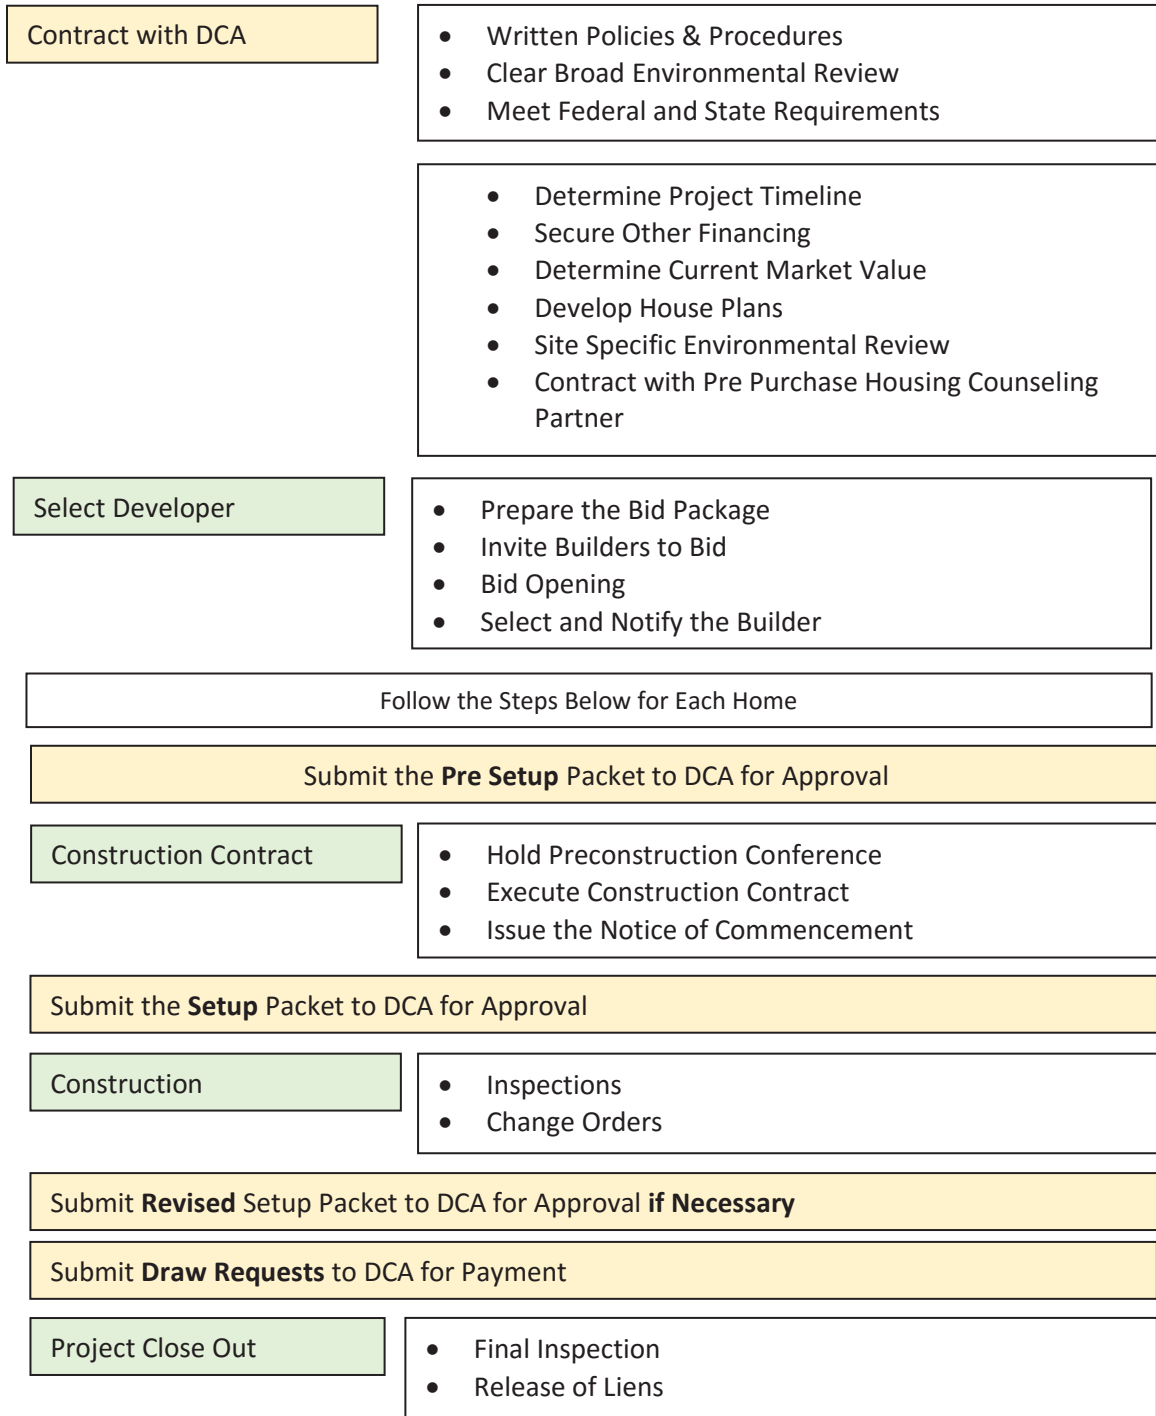 Contract with DCA
• Written Policies & Procedures
• Clear Broad Environmental Review
• Meet Federal and State Requirements
• Determine Project Timeline
• Secure Other Financing
• Determine Current Market Value
• Develop House Plans
• Site Specific Environmental Review
• Contract with Pre Purchase Housing Counseling
Partner
Select Developer
• Prepare the Bid Package
• Invite Builders to Bid
• Bid Opening
• Select and Notify the Builder
Follow the Steps Below for Each Home
Submit the Pre Setup Packet to DCA for Approval
Construction Contract
• Hold Preconstruction Conference
• Execute Construction Contract
• Issue the Notice of Commencement
Submit the Setup Packet to DCA for Approval
Construction
• Inspections
• Change Orders
Submit Revised Setup Packet to DCA for Approval if Necessary
Submit Draw Requests to DCA for Payment
Project Close Out
• Final Inspection
• Release of Liens